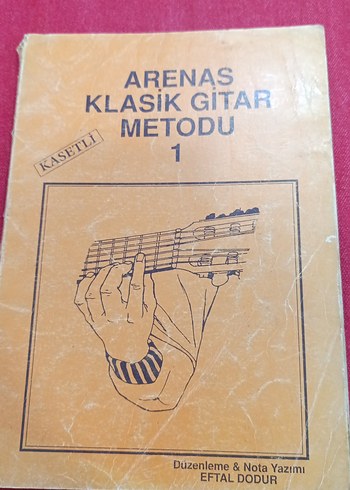 ARENAS
KLASİK GİTAR
METODU
1
KASETLİ
Düzenleme & Nota Yazımı
EFTAL DODUR